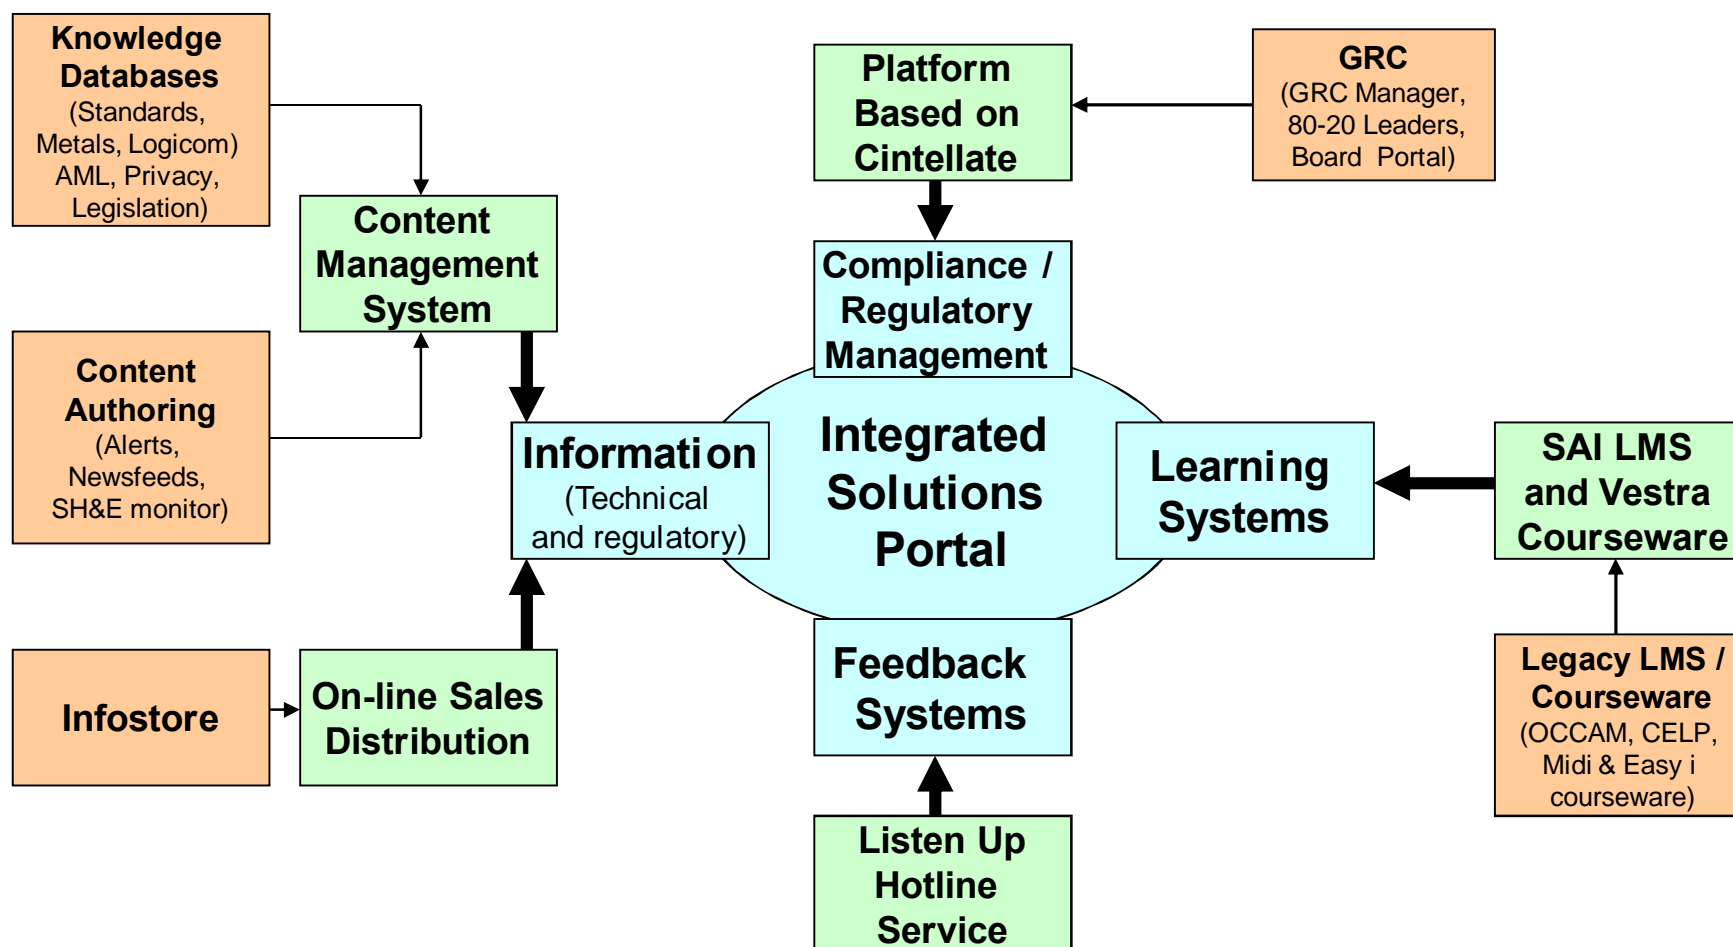 Knowledge
Databases
(Standards,
Metals, Logicom)
AML, Privacy,
Legislation)
Platform
Based on
Cintellate
GRC
(GRC Manager,
80-20 Leaders,
Board Portal)
Content
Management
System
Compliance /
Regulatory
Management
Content
Authoring
(Alerts,
Newsfeeds,
SH&E monitor)
Information
(Technical
and regulatory)
Integrated
Solutions
Portal
Learning
Systems
SAI LMS
and Vestra
Courseware
Infostore
On-line Sales
Distribution
Feedback
Systems
Legacy LMS /
Courseware
(OCCAM, CELP,
Midi & Easy i
courseware)
Listen Up
Hotline
Service